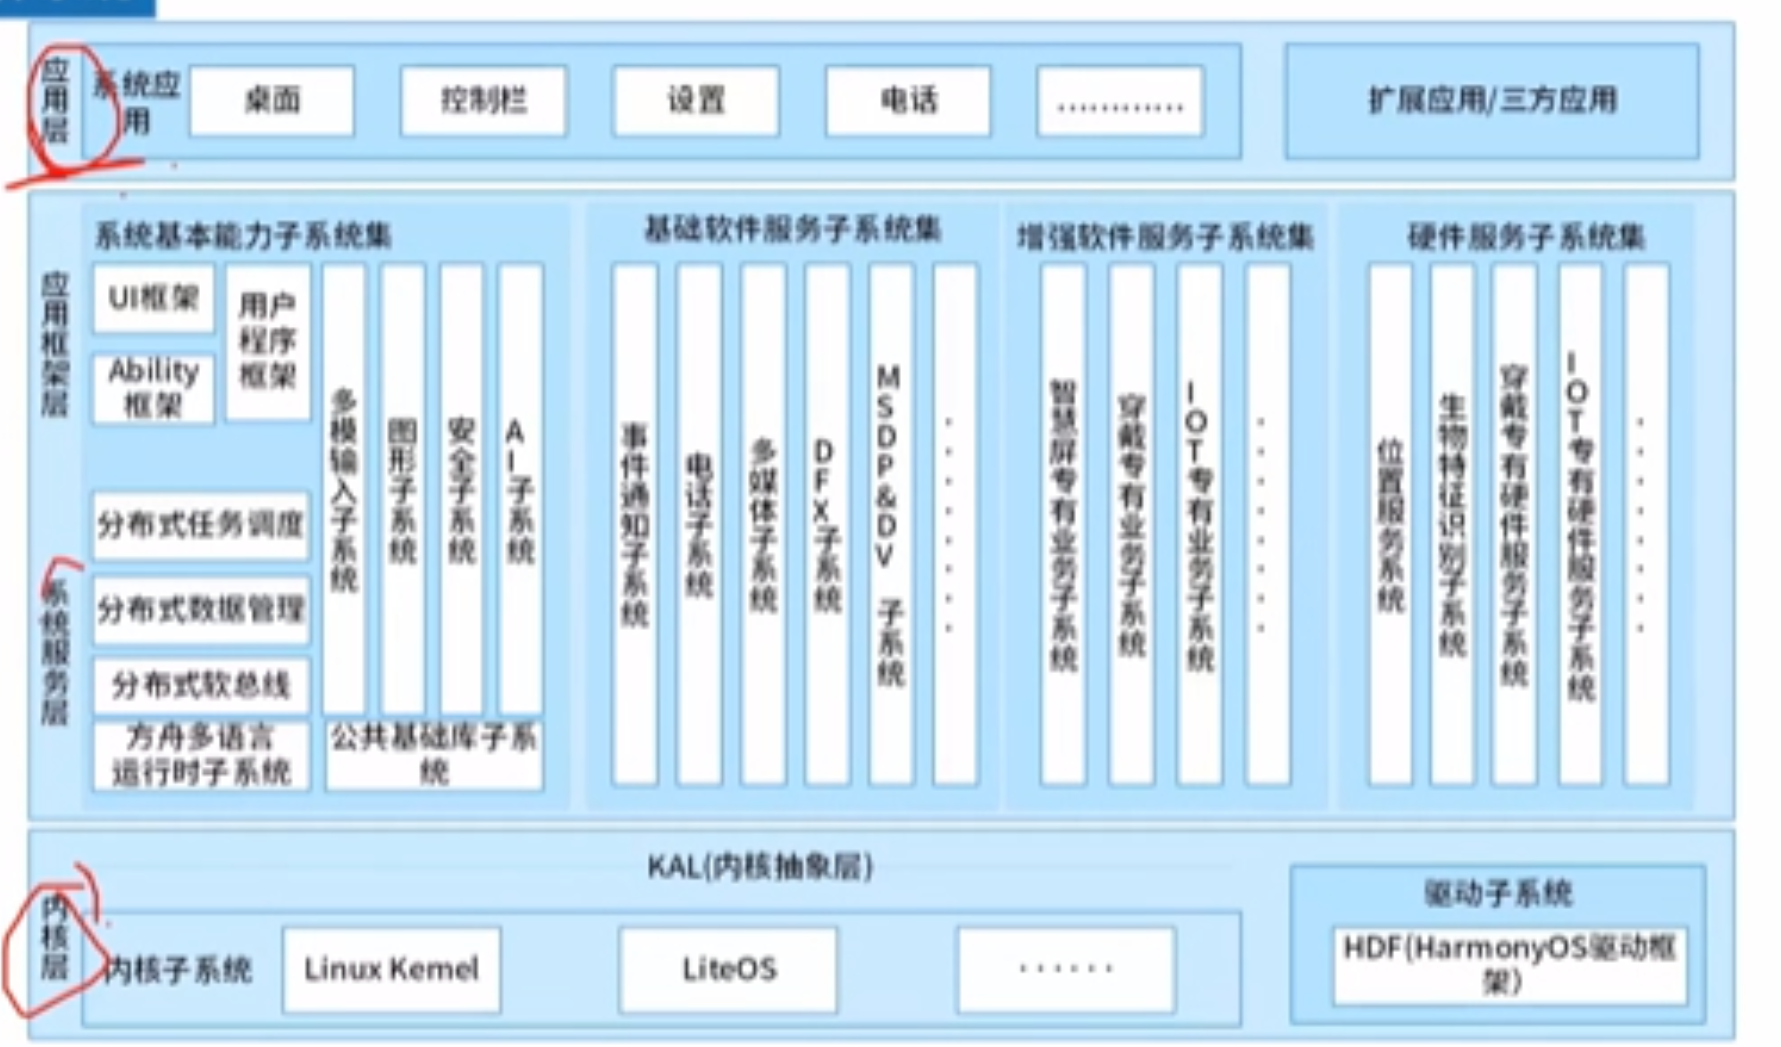 应用层
系统应用
桌面
控制栏
设置
电话
…………
扩展应用/三方应用
应用框架层
系统服务层
系统基本能力子系统集
UI框架
Ability
框架
用户
程序
框架
多模输入子系统
图形子系统
安全子系统
AI子系统
分布式任务调度
分布式数据管理
分布式软总线
方舟多语言
运行时子系统
公共基础库子系
统
基础软件服务子系统集
事件通知子系统
电话子系统
多媒体子系统
DFX子系统
MSDP&DV 子系统
.........
增强软件服务子系统集
智慧屏专有业务子系统
穿戴专有业务子系统
IOT专有业务子系统
.........
硬件服务子系统集
位置服务系统
生物特征识别子系统
穿戴专有硬件服务子系统
IOT专有硬件服务子系统
.........
内核层
KAL(内核抽象层)
内核子系统
Linux Kernel
LiteOS
······
驱动子系统
HDF(HarmonyOS驱动框
架)